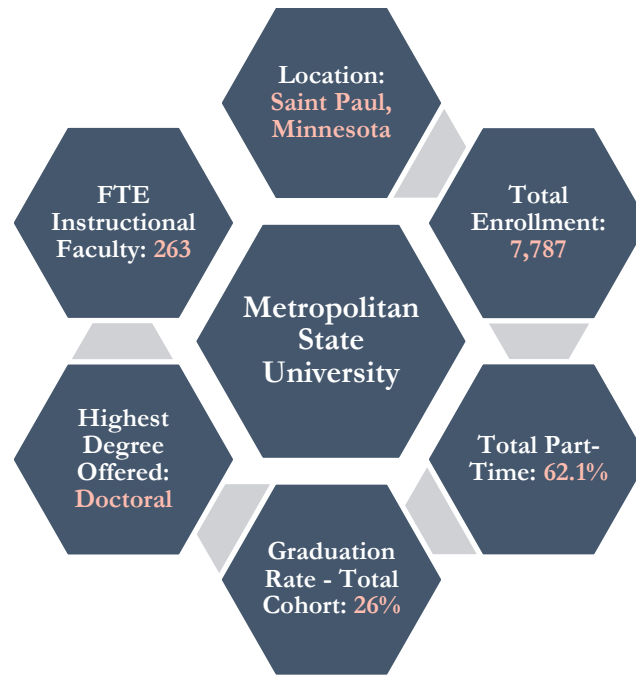 Location:
Saint Paul,
Minnesota
FTE
Instructional
Faculty: 263
Total
Enrollment:
7,787
Metropolitan
State
University
Highest
Degree
Offered:
Doctoral
Total Part-
Time: 62.1%
Graduation
Rate - Total
Cohort: 26%